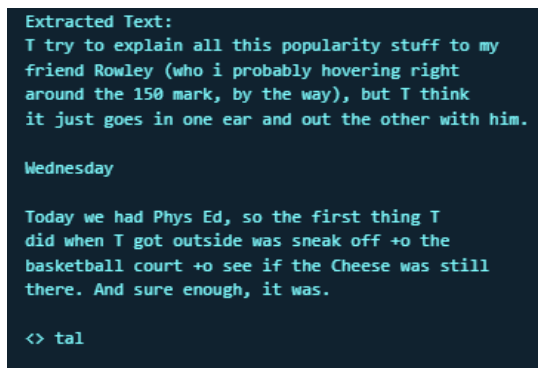 Extracted Text:
T try to explain all this popularity stuff to my
friend Rowley (who i probably hovering right
around the 150 mark, by the way), but T think
it just goes in one ear and out the other with him.
Wednesday
Today we had Phys Ed, so the first thing T
did when T got outside was sneak off +o the
basketball court +o see if the Cheese was still
there. And sure enough, it was.
<> tal